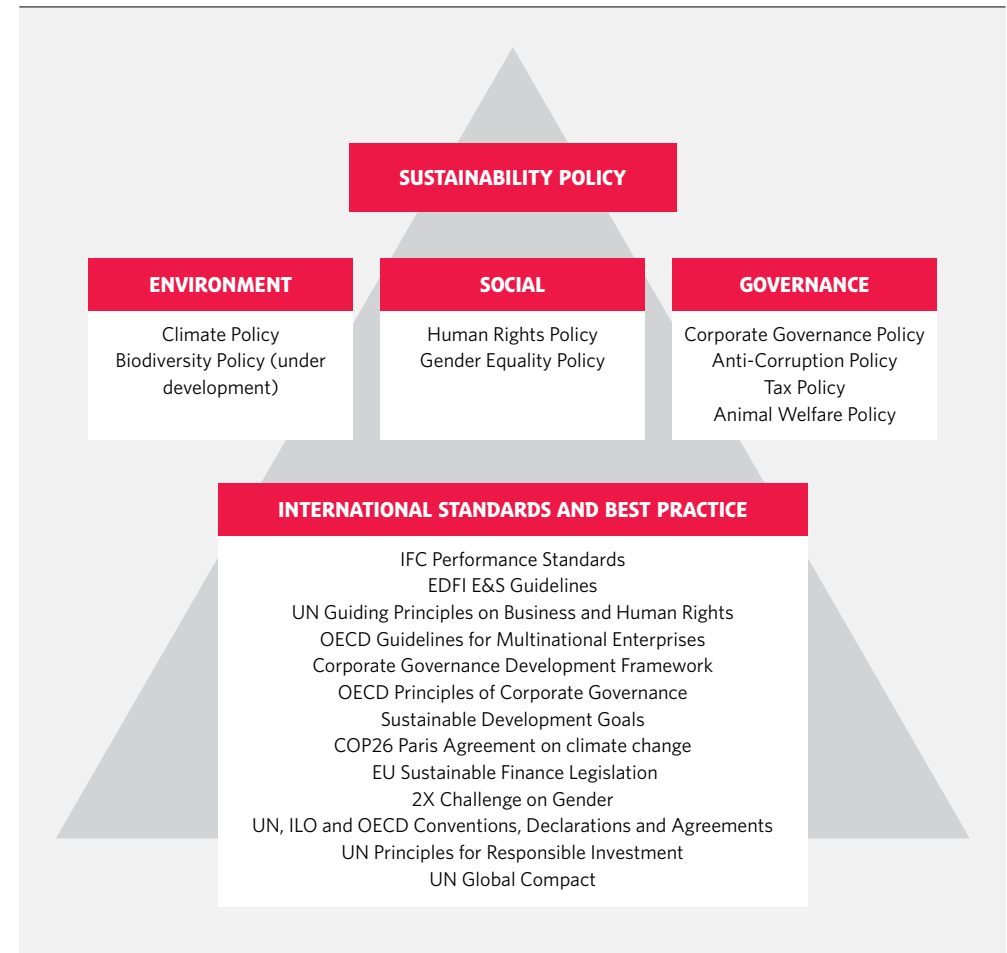 SUSTAINABILITY POLICY
ENVIRONMENT
Climate Policy
Biodiversity Policy (under
development)
SOCIAL
Human Rights Policy
Gender Equality Policy
GOVERNANCE
Corporate Governance Policy
Anti-Corruption Policy
Tax Policy
Animal Welfare Policy
INTERNATIONAL STANDARDS AND BEST PRACTICE
IFC Performance Standards
EDFI E&S Guidelines
UN Guiding Principles on Business and Human Rights
OECD Guidelines for Multinational Enterprises
Corporate Governance Development Framework
OECD Principles of Corporate Governance
Sustainable Development Goals
COP26 Paris Agreement on climate change
EU Sustainable Finance Legislation
2X Challenge on Gender
UN, ILO and OECD Conventions, Declarations and Agreements
UN Principles for Responsible Investment
UN Global Compact